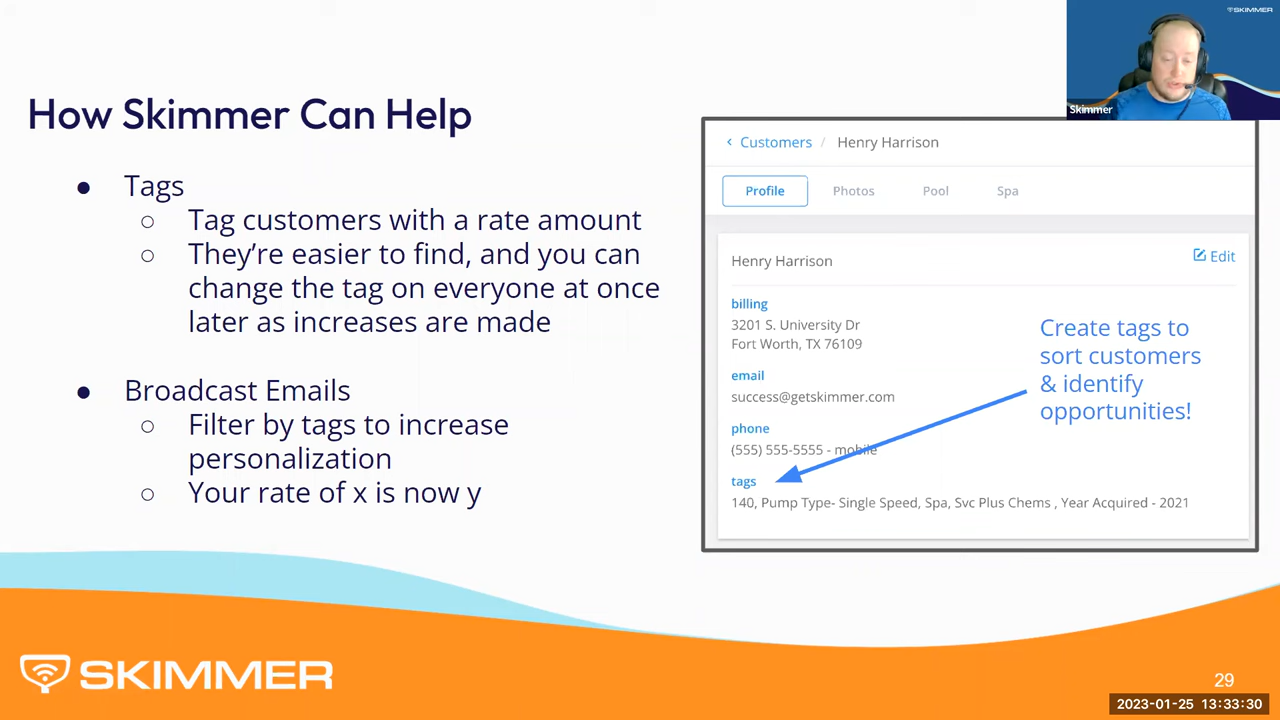 SKIMMER
Skimmer
How Skimmer Can Help
● Tags
○ Tag customers with a rate amount
○ They’re easier to find, and you can
change the tag on everyone at once
later as increases are made
● Broadcast Emails
○ Filter by tags to increase
personalization
○ Your rate of x is now y
< Customers / Henry Harrison
Profile Photos Pool Spa
Henry Harrison
Edit
billing
3201 S. University Dr
Fort Worth, TX 76109
email
success@getskimmer.com
phone
(555) 555-5555 - mobile
tags
140, Pump Type- Single Speed, Spa, Svc Plus Chems , Year Acquired - 2021
Create tags to
sort customers
& identify
opportunities!
SKIMMER
29
2023-01-25 13:33:30